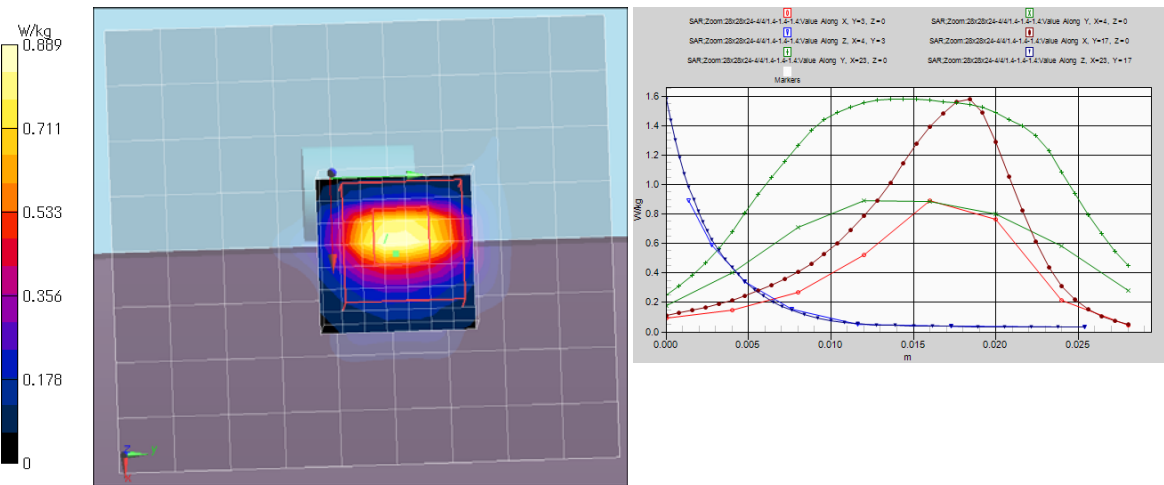 W/kg
0.889
0.711
0.533
0.356
0.178
0
z
y
x
SAR;Zoom:28x28x24-4/4/1.4-1.4-1.4:Value Along X, Y=3, Z=0
SAR;Zoom:28x28x24-4/4/1.4-1.4-1.4:Value Along Y, X=4, Z=0
SAR;Zoom:28x28x24-4/4/1.4-1.4-1.4:Value Along Z, X=4, Y=3
SAR;Zoom:28x28x24-4/4/1.4-1.4-1.4:Value Along X, Y=17, Z=0
SAR;Zoom:28x28x24-4/4/1.4-1.4-1.4:Value Along Y, X=23, Z=0
SAR;Zoom:28x28x24-4/4/1.4-1.4-1.4:Value Along Z, X=23, Y=17
Markers
1.6
1.4
1.2
1.0
0.8
0.6
0.4
0.2
0.0
W/kg
0.000 0.005 0.010 0.015 0.020 0.025
m